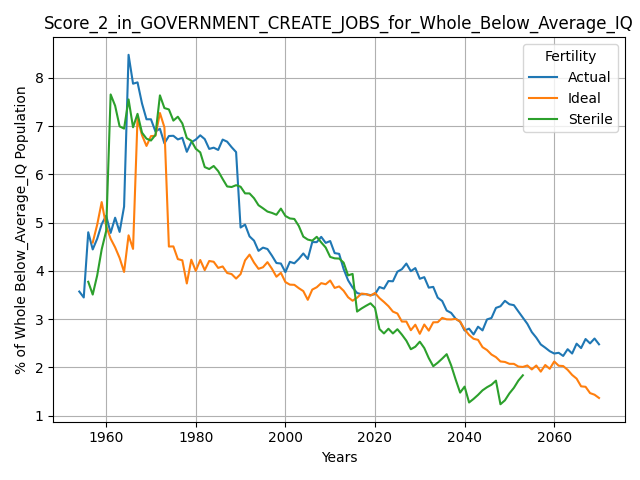 Score_2_in_GOVERNMENT_CREATE_JOBS_for_Whole_Below_Average_IQ
Fertility
Actual
Ideal
Sterile
% of Whole Below_Average_IQ Population
8
7
6
5
4
3
2
1
1960
1980
2000
2020
2040
2060
Years